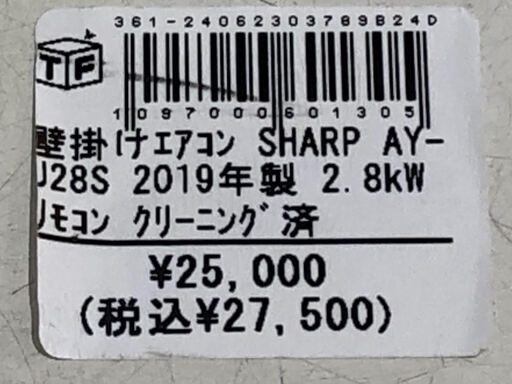 361-24062303789B24D
TF
1097000601305
壁掛けエアコン SHARP AY-
J28S 2019年製 2.8kW
リモコン クリーニング済
¥25,000
(税込¥27,500)